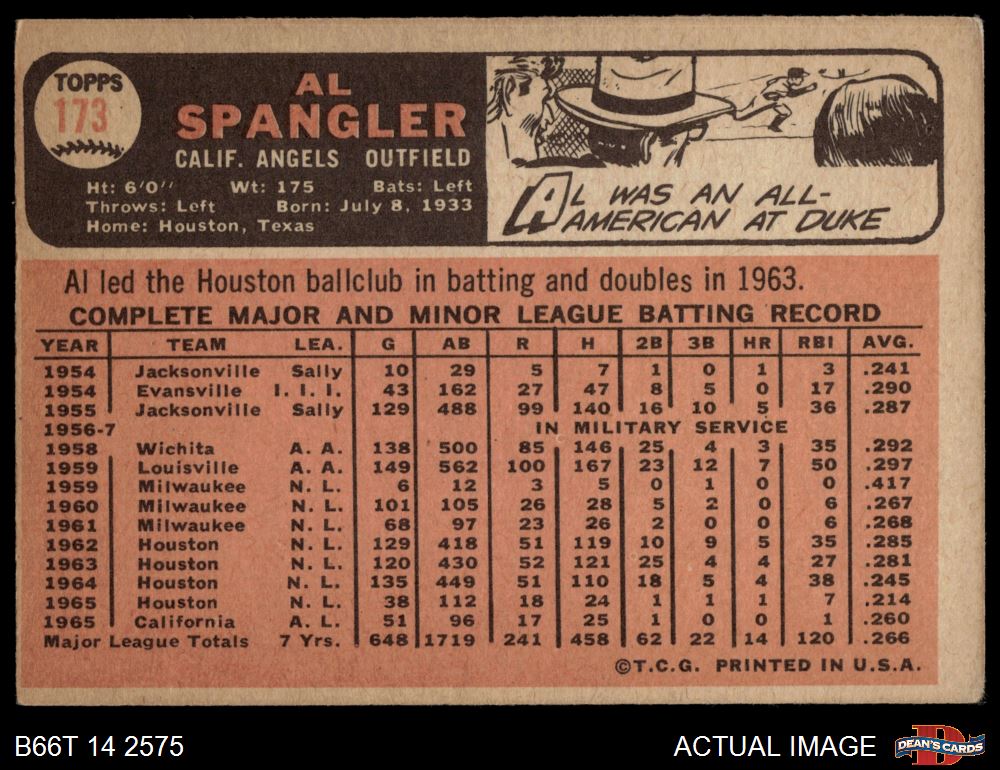 TOPPS
173
AL
SPANGLER
CALIF. ANGELS OUTFIELD
Ht: 6'0'' Wt: 175 Bats: Left
Throws: Left Born: July 8, 1933
Home: Houston, Texas
AL WAS AN ALL-
AMERICAN AT DUKE
Al led the Houston ballclub in batting and doubles in 1963.
COMPLETE MAJOR AND MINOR LEAGUE BATTING RECORD
YEAR TEAM LEA. G AB R H 2B 3B HR RBI AVG.
1954 Jacksonville Sally 10 29 5 7 1 0 1 3 .241
1954 Evansville I. I. I. 43 162 27 47 8 5 0 17 .290
1955 Jacksonville Sally 129 488 99 140 16 10 5 36 .287
1956-7 IN MILITARY SERVICE
1958 Wichita A. A. 138 500 85 146 25 4 3 35 .292
1959 Louisville A. A. 149 562 100 167 23 12 7 50 .297
1959 Milwaukee N. L. 6 12 3 5 0 1 0 0 .417
1960 Milwaukee N. L. 101 105 26 28 5 2 0 6 .267
1961 Milwaukee N. L. 68 97 23 26 2 0 0 6 .268
1962 Houston N. L. 129 418 51 119 10 9 5 35 .285
1963 Houston N. L. 120 430 52 121 25 4 4 27 .281
1964 Houston N. L. 135 449 51 110 18 5 4 38 .245
1965 Houston N. L. 38 112 18 24 1 1 1 7 .214
1965 California A. L. 51 96 17 25 1 0 0 1 .260
Major League Totals 7 Yrs. 648 1719 241 458 62 22 14 120 .266
©T.C.G. PRINTED IN U.S.A.
B66T 14 2575
ACTUAL IMAGE
D
DEAN'S CARDS